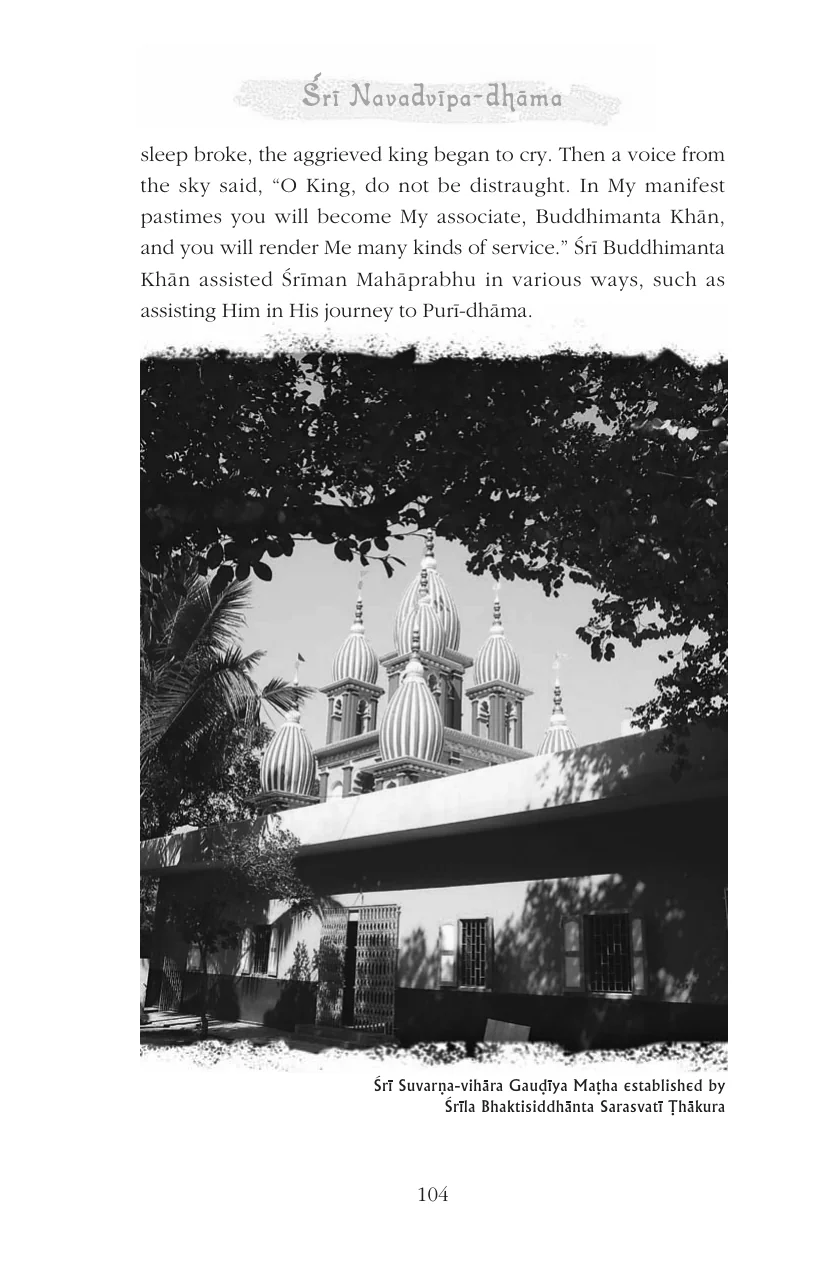 Śrī Navadvīpa-dhāma
sleep broke, the aggrieved king began to cry. Then a voice from
the sky said, “O King, do not be distraught. In My manifest
pastimes you will become My associate, Buddhimanta Khān,
and you will render Me many kinds of service.” Śrī Buddhimanta
Khān assisted Śrīman Mahāprabhu in various ways, such as
assisting Him in His journey to Purī-dhāma.
Śrī Suvarṇa-vihāra Gauḍīya Maṭha established by
Śrīla Bhaktisiddhānta Sarasvatī Ṭhākura
104